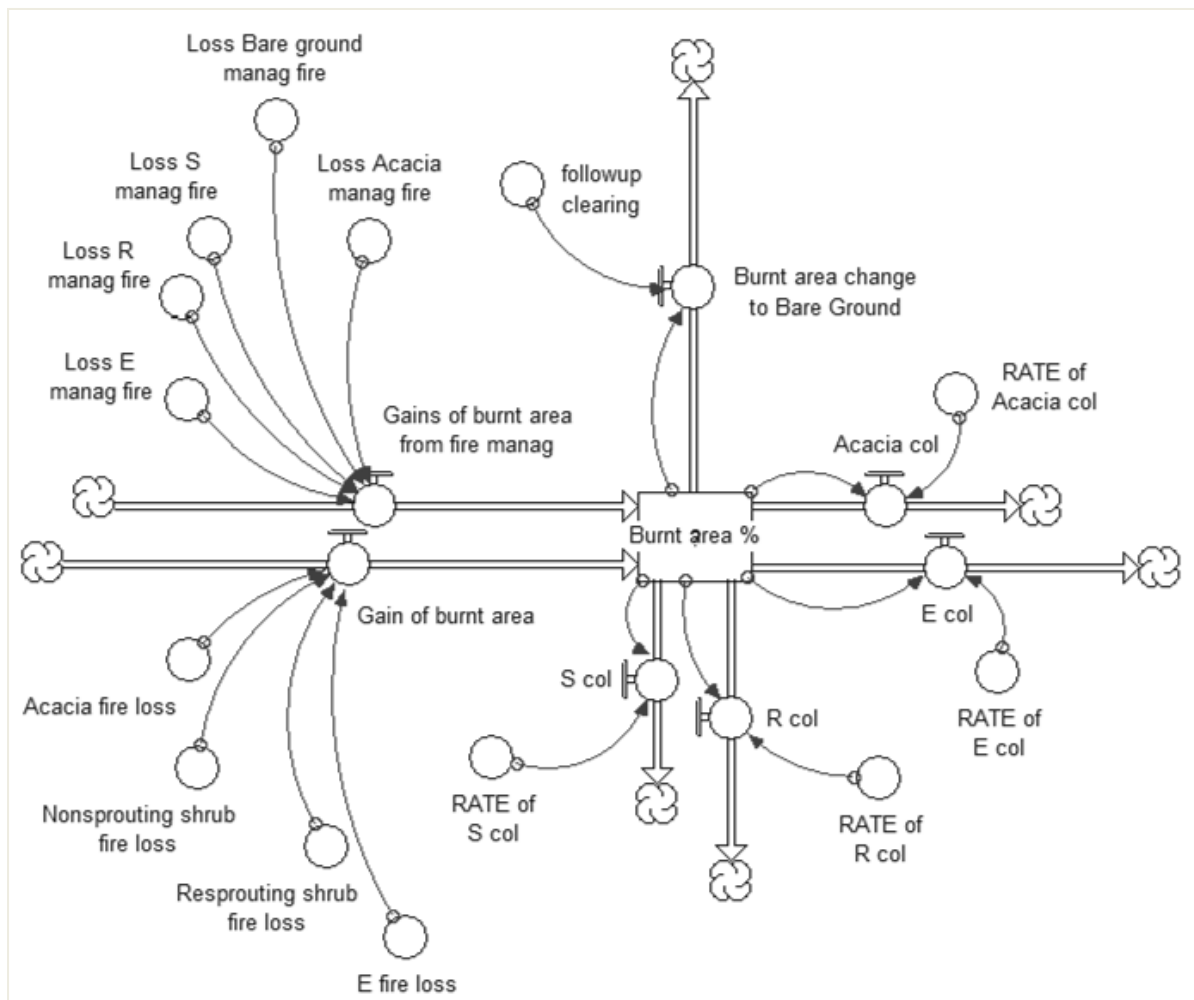 Loss Bare ground
manag fire
Loss S
manag fire
Loss Acacia
manag fire
followup
clearing
Loss R
manag fire
Burnt area change
to Bare Ground
Loss E
manag fire
RATE of
Acacia col
Gains of burnt area
from fire manag
Acacia col
Burnt area %
?
Gain of burnt area
E col
S col
Acacia fire loss
R col
RATE of
E col
RATE of
S col
Nonsprouting shrub
fire loss
RATE of
R col
Resprouting shrub
fire loss
E fire loss